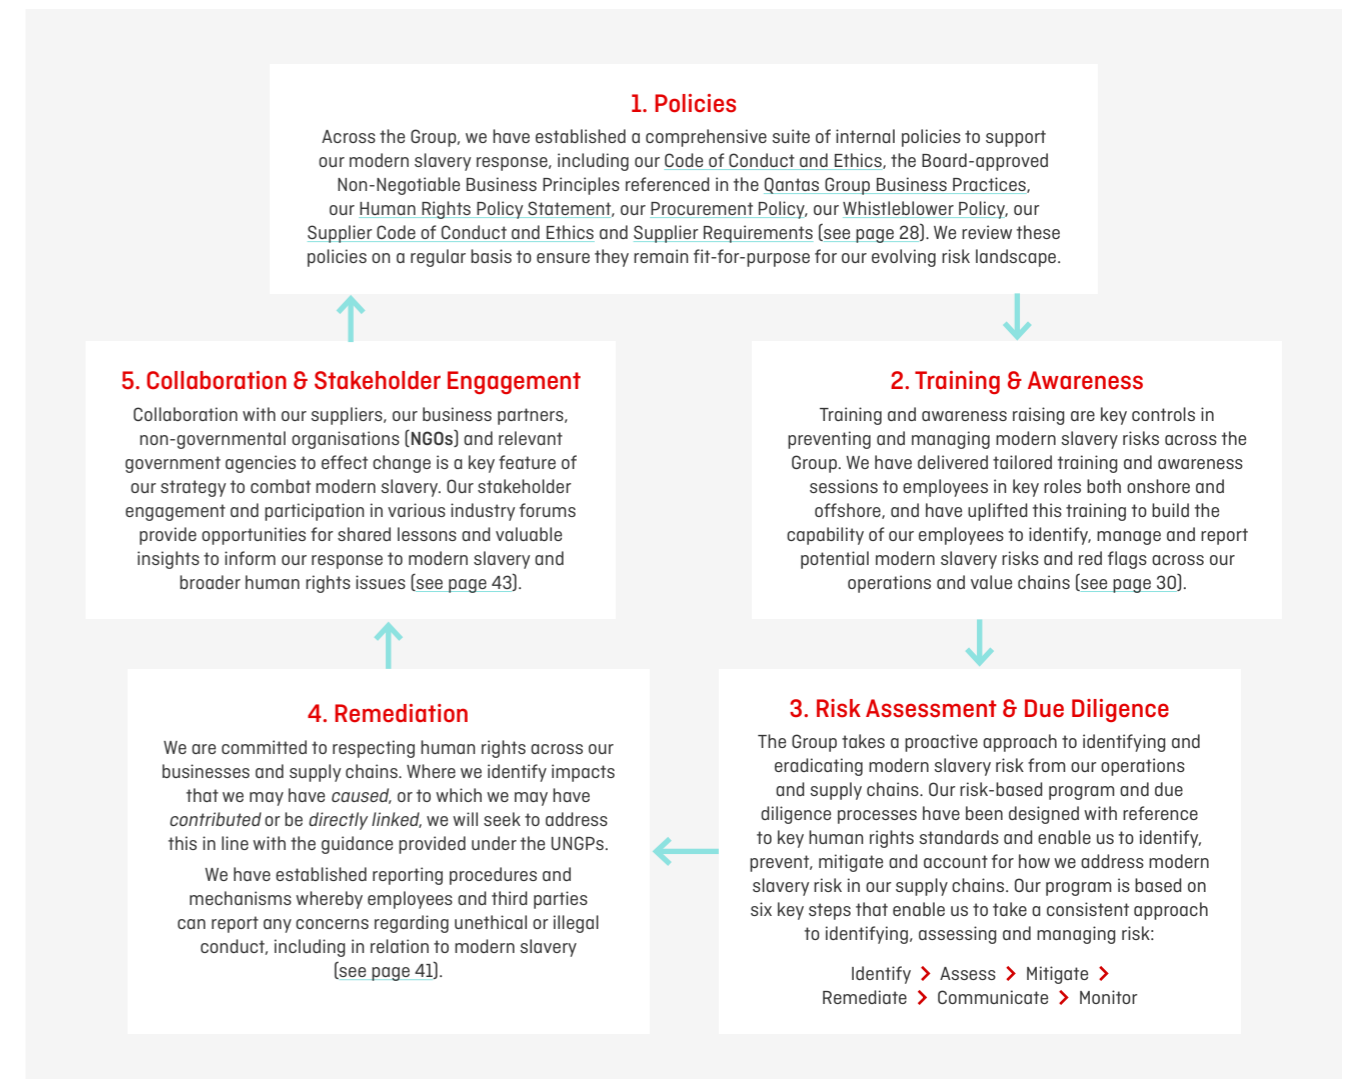 1. Policies
Across the Group, we have established a comprehensive suite of internal policies to support
our modern slavery response, including our Code of Conduct and Ethics, the Board-approved
Non-Negotiable Business Principles referenced in the Qantas Group Business Practices,
our Human Rights Policy Statement, our Procurement Policy, our Whistleblower Policy, our
Supplier Code of Conduct and Ethics and Supplier Requirements (see page 28). We review these
policies on a regular basis to ensure they remain fit-for-purpose for our evolving risk landscape.
2. Training & Awareness
Training and awareness raising are key controls in
preventing and managing modern slavery risks across the
Group. We have delivered tailored training and awareness
sessions to employees in key roles both onshore and
offshore, and have uplifted this training to build the
capability of our employees to identify, manage and report
potential modern slavery risks and red flags across our
operations and value chains (see page 30).
3. Risk Assessment & Due Diligence
The Group takes a proactive approach to identifying and
eradicating modern slavery risk from our operations
and supply chains. Our risk-based program and due
diligence processes have been designed with reference
to key human rights standards and enable us to identify,
prevent, mitigate and account for how we address modern
slavery risk in our supply chains. Our program is based on
six key steps that enable us to take a consistent approach
to identifying, assessing and managing risk:
Identify > Assess > Mitigate >
Remediate > Communicate > Monitor
4. Remediation
We are committed to respecting human rights across our
businesses and supply chains. Where we identify impacts
that we may have caused, or to which we may have
contributed or be directly linked, we will seek to address
this in line with the guidance provided under the UNGPs.
We have established reporting procedures and
mechanisms whereby employees and third parties
can report any concerns regarding unethical or illegal
conduct, including in relation to modern slavery
(see page 41).
5. Collaboration & Stakeholder Engagement
Collaboration with our suppliers, our business partners,
non-governmental organisations (NGOs) and relevant
government agencies to effect change is a key feature of
our strategy to combat modern slavery. Our stakeholder
engagement and participation in various industry forums
provide opportunities for shared lessons and valuable
insights to inform our response to modern slavery and
broader human rights issues (see page 43).